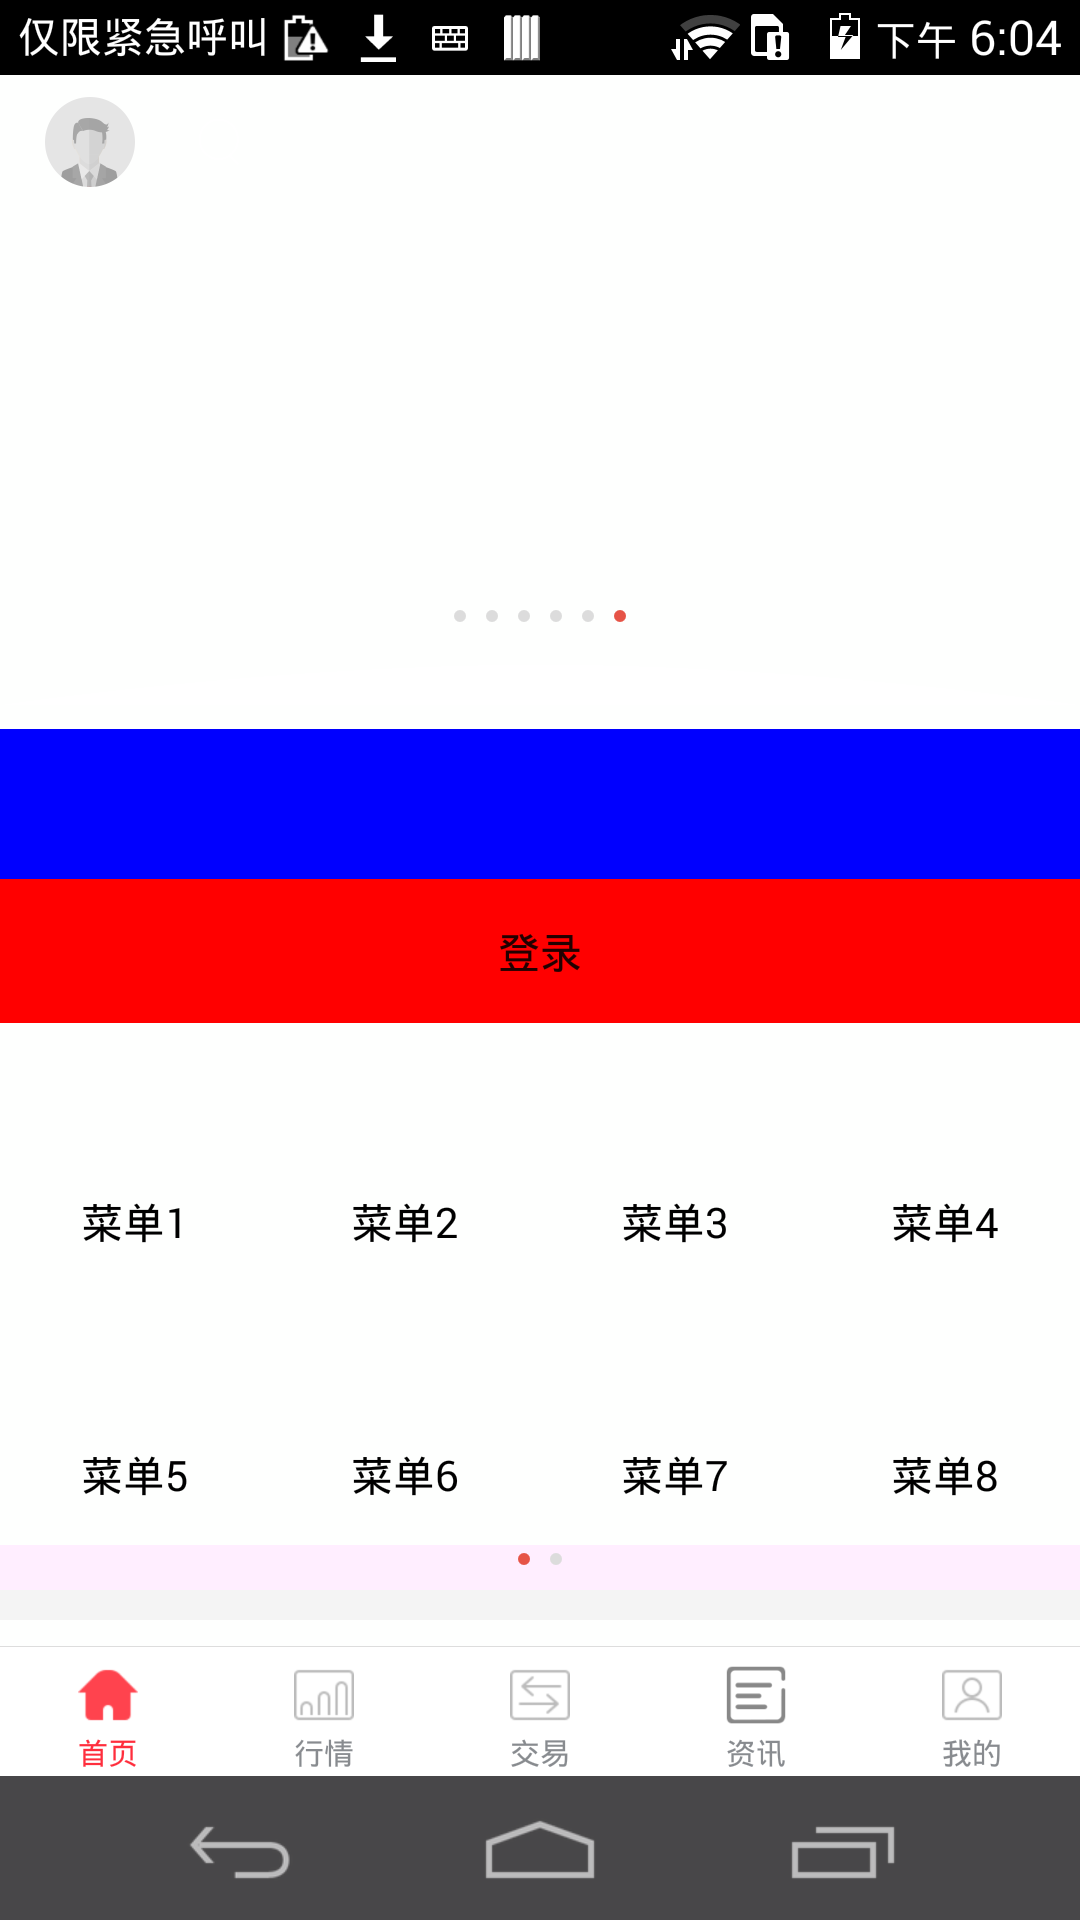 仅限紧急呼叫 下午 6:04
登录
菜单1 菜单2 菜单3 菜单4
菜单5 菜单6 菜单7 菜单8
首页 行情 交易 资讯 我的